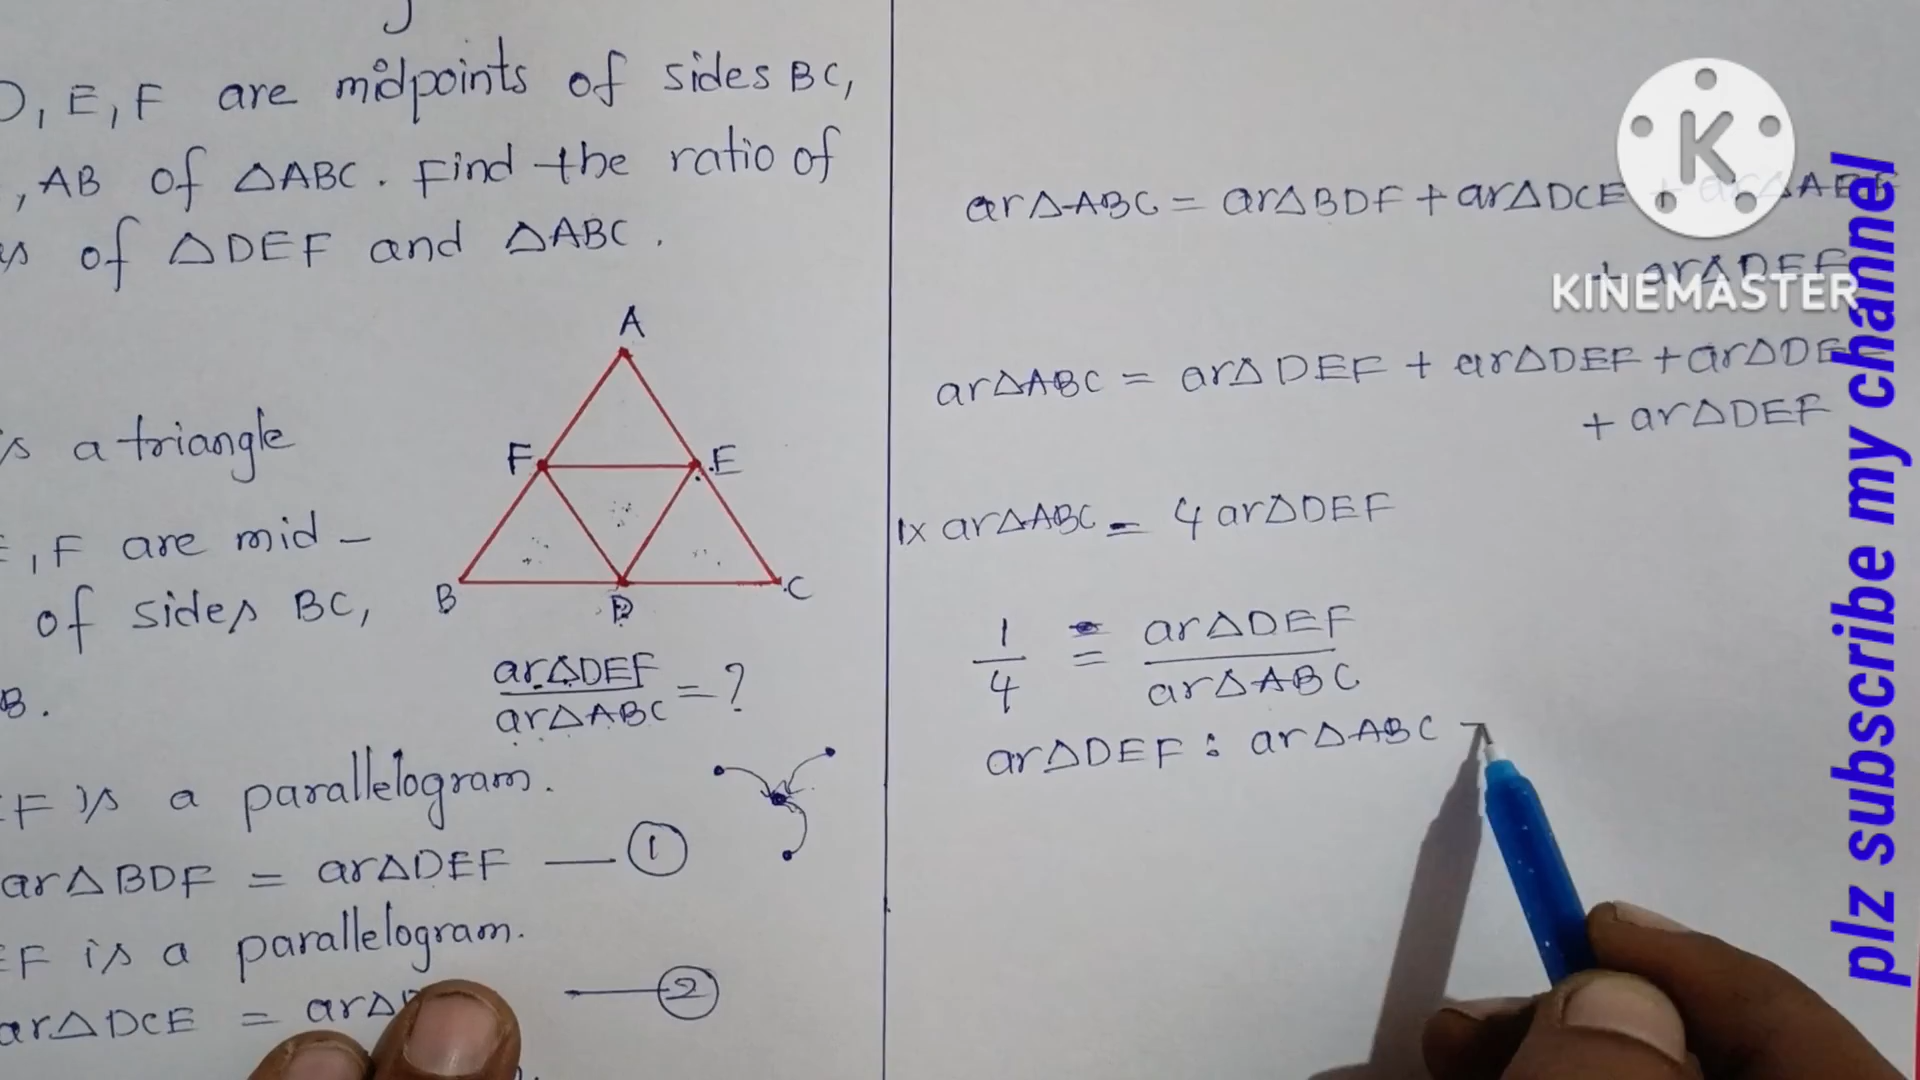 D, E, F are midpoints of sides BC,
, AB of △ABC. Find the ratio of
of △DEF and △ABC.
is a triangle
E, F are mid -
of sides BC,
B.
A
F
E
B
D
C
ar△DEF
ar△ABC = ?
EF is a parallelogram.
ar△BDF = ar△DEF — ①
EF is a parallelogram.
ar△DCE = ar△ — ②
ar△ABC = ar△BDF + ar△DCE +
+ ar△DEF
ar△ABC = ar△DEF + ar△DEF + ar△DE
+ ar△DEF
1x ar△ABC = 4 ar△DEF
1/4 = ar△DEF/ar△ABC
ar△DEF : ar△ABC
K
KINEMASTER
plz subscribe my channel